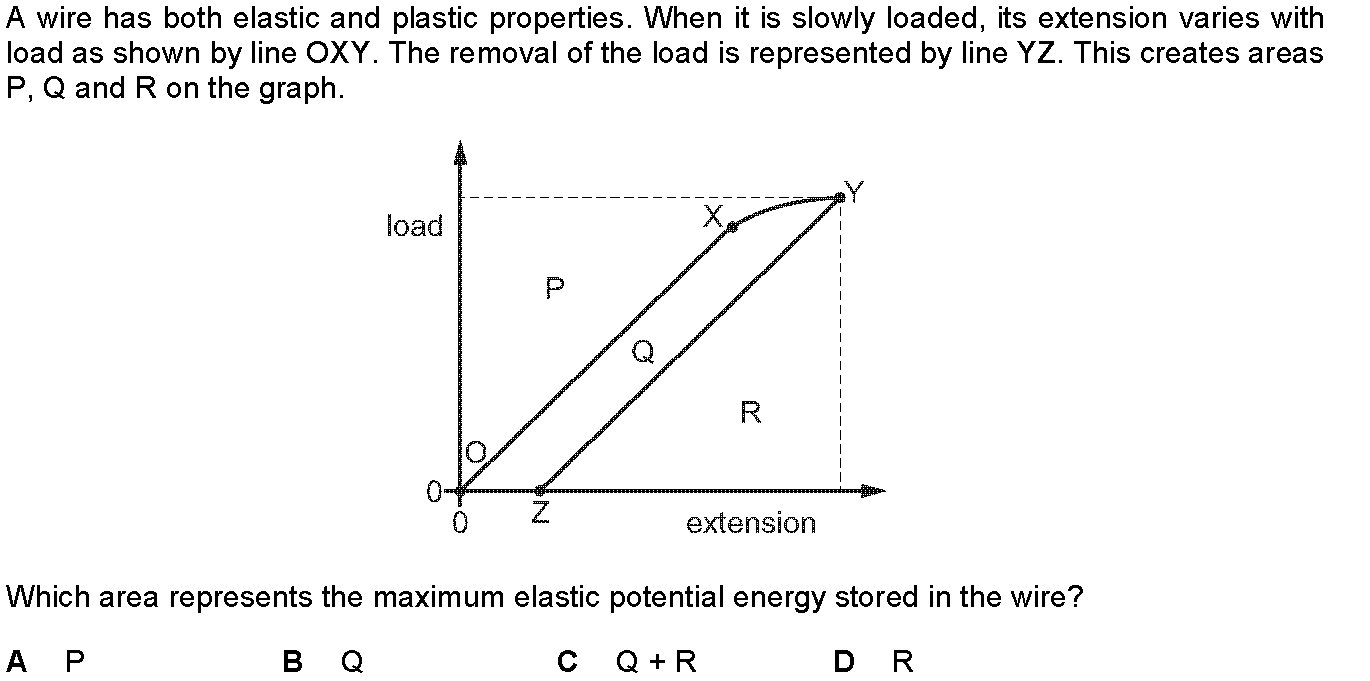 A wire has both elastic and plastic properties. When it is slowly loaded, its extension varies with
load as shown by line OXY. The removal of the load is represented by line YZ. This creates areas
P, Q and R on the graph.
Y
X
load
P
Q
R
O
0
0
Z
extension
Which area represents the maximum elastic potential energy stored in the wire?
A P B Q C Q + R D R